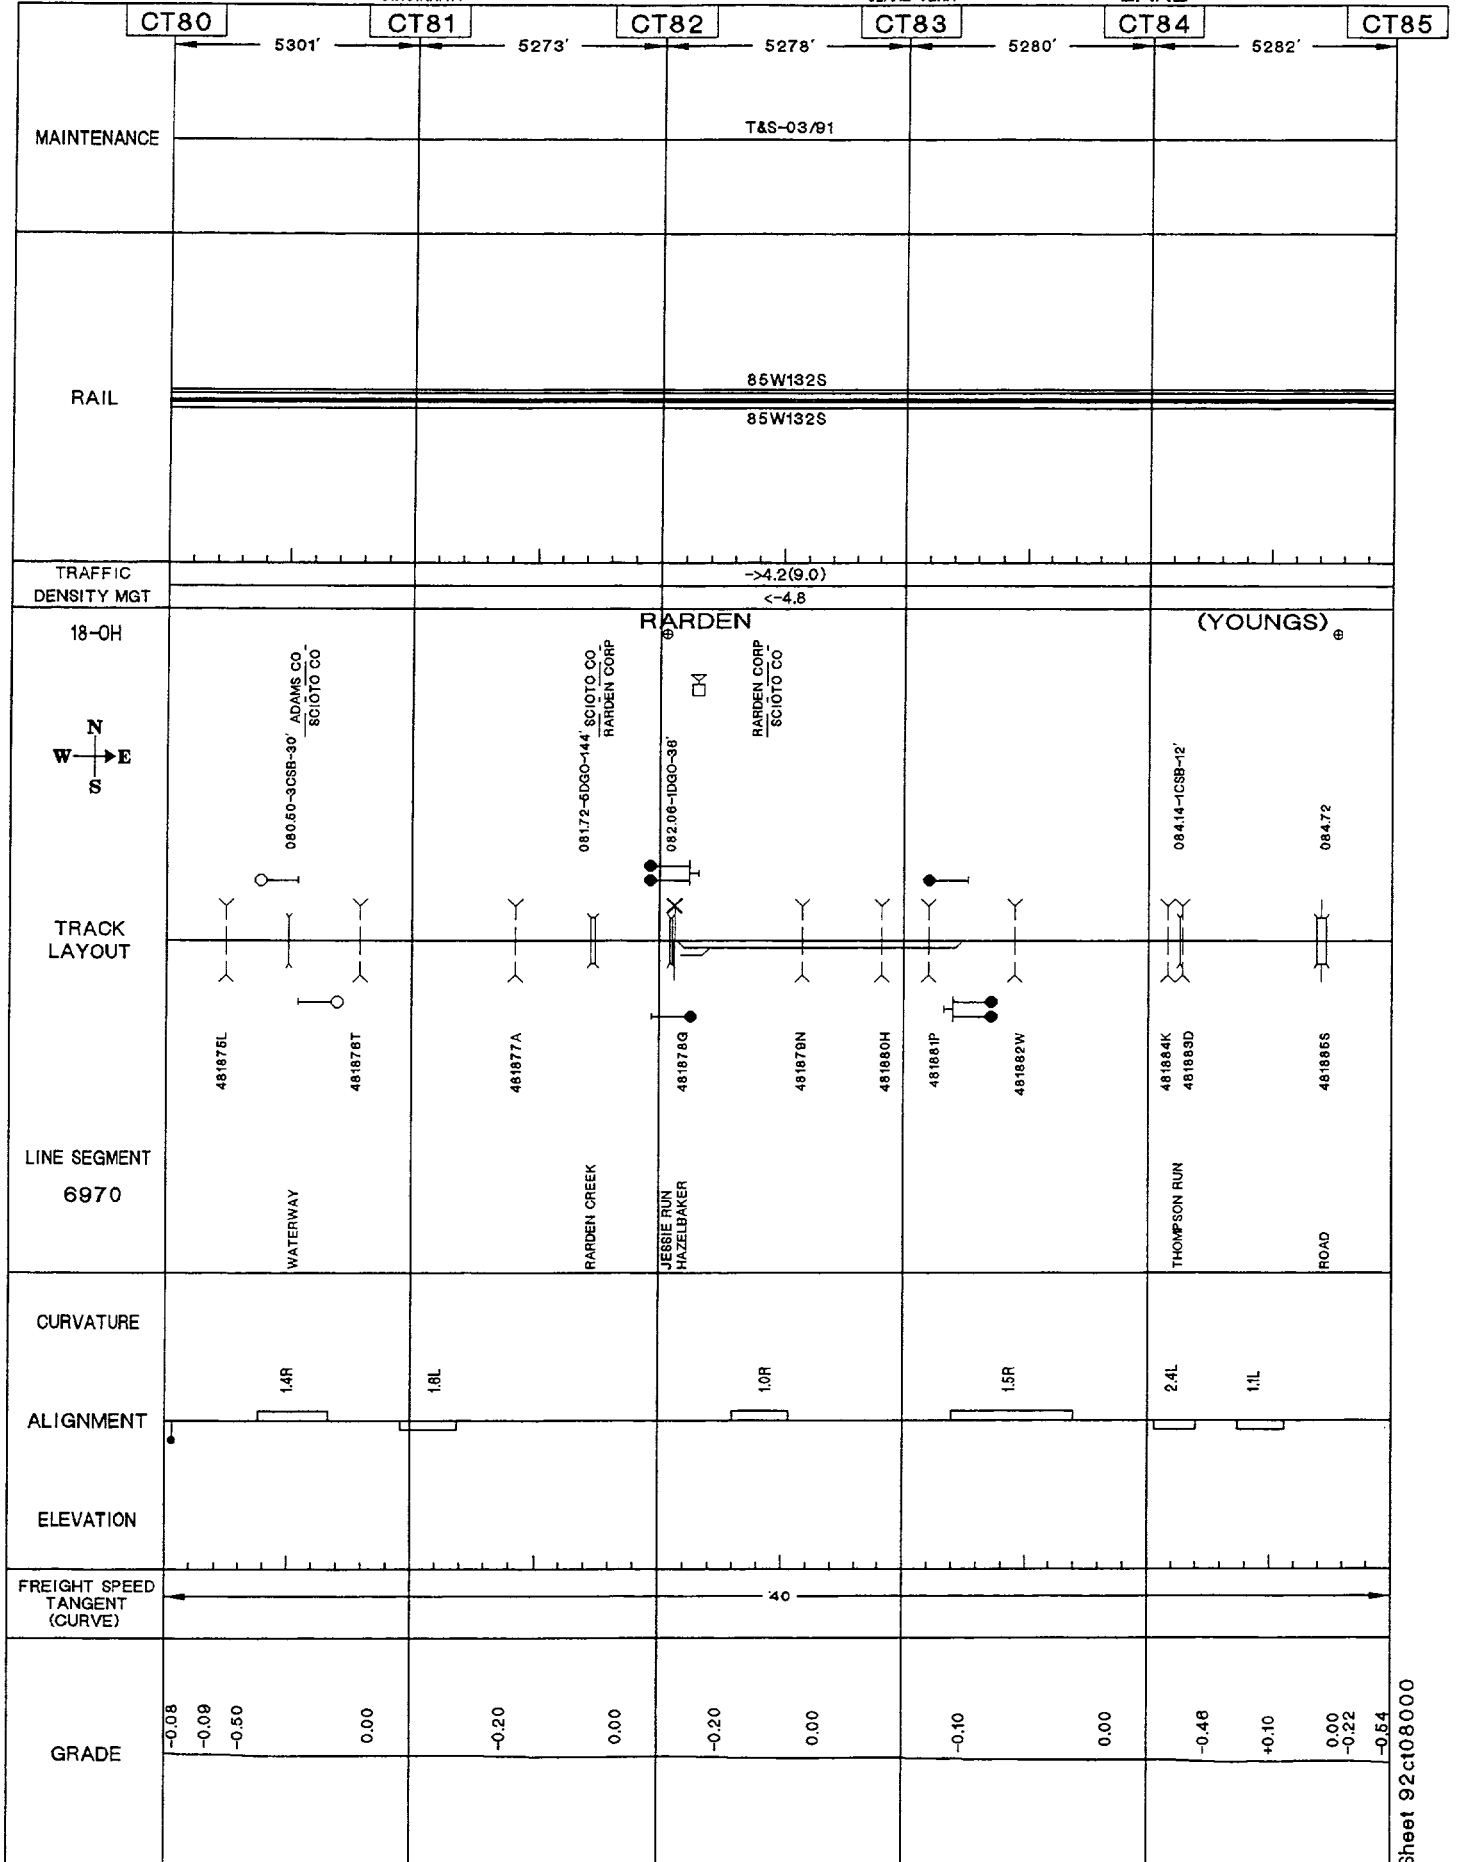 CT80 CT81 CT82 CT83 CT84 CT85
5301' 5273' 5278' 5280' 5282'
MAINTENANCE
T&S-03/91
RAIL
85W132S
85W132S
TRAFFIC
DENSITY MGT
->4.2(9.0)
<-4.8
18-OH
RARDEN
(YOUNGS)
N
W E
S
080.50-3CSB-30'
ADAMS CO
SCIOTO CO
081.72-5DGO-144'
SCIOTO CO
RARDEN CORP
082.06-1DGO-36'
RARDEN CORP
SCIOTO CO
084.14-1CSB-12'
084.72
TRACK
LAYOUT
481875L
481876T
481877A
481878G
481879N
481880H
481881P
481882W
481884K
481883D
481885S
LINE SEGMENT
6970
WATERWAY
RARDEN CREEK
JESSIE RUN
HAZELBAKER
THOMPSON RUN
ROAD
CURVATURE
1.4R
1.6L
1.0R
1.5R
2.4L
1.1L
ALIGNMENT
ELEVATION
FREIGHT SPEED
TANGENT
(CURVE)
40
GRADE
-0.08
-0.09
-0.50
0.00
-0.20
0.00
-0.20
0.00
-0.10
0.00
-0.48
+0.10
0.00
-0.22
-0.54
Sheet 92ct08000